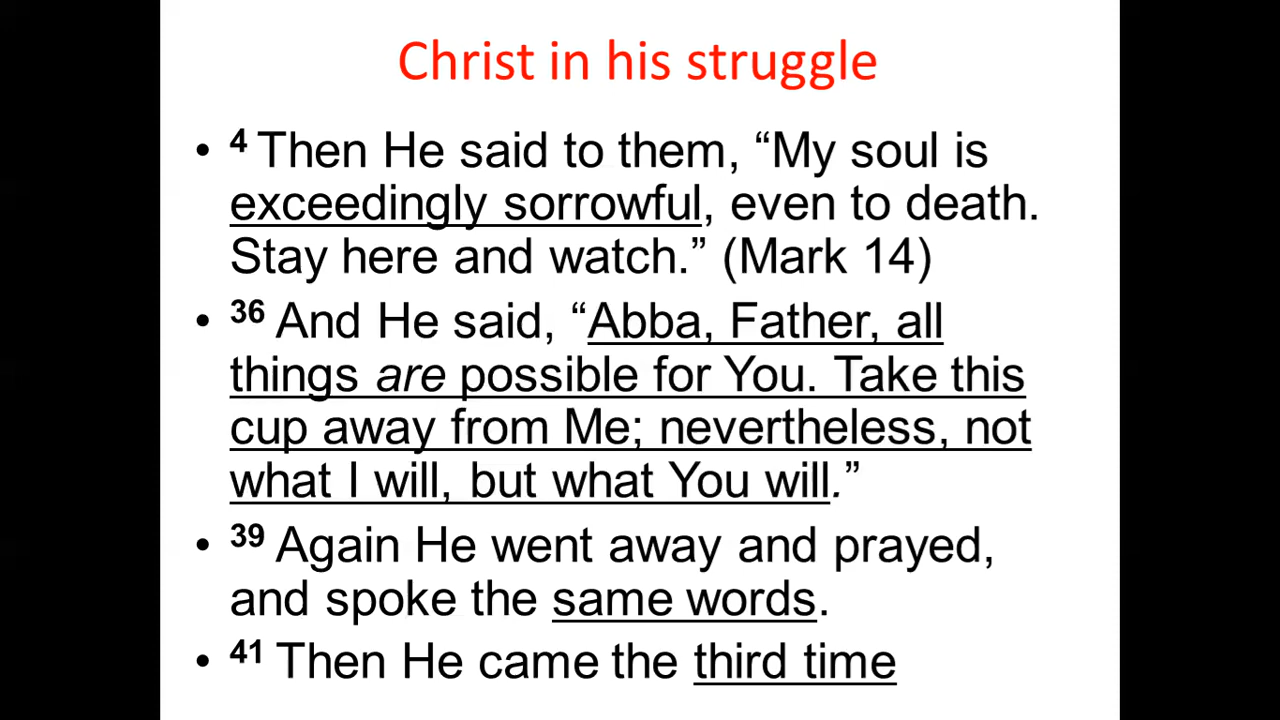 Christ in his struggle
• 4 Then He said to them, “My soul is
exceedingly sorrowful, even to death.
Stay here and watch.” (Mark 14)
• 36 And He said, “Abba, Father, all
things are possible for You. Take this
cup away from Me; nevertheless, not
what I will, but what You will.”
• 39 Again He went away and prayed,
and spoke the same words.
• 41 Then He came the third time